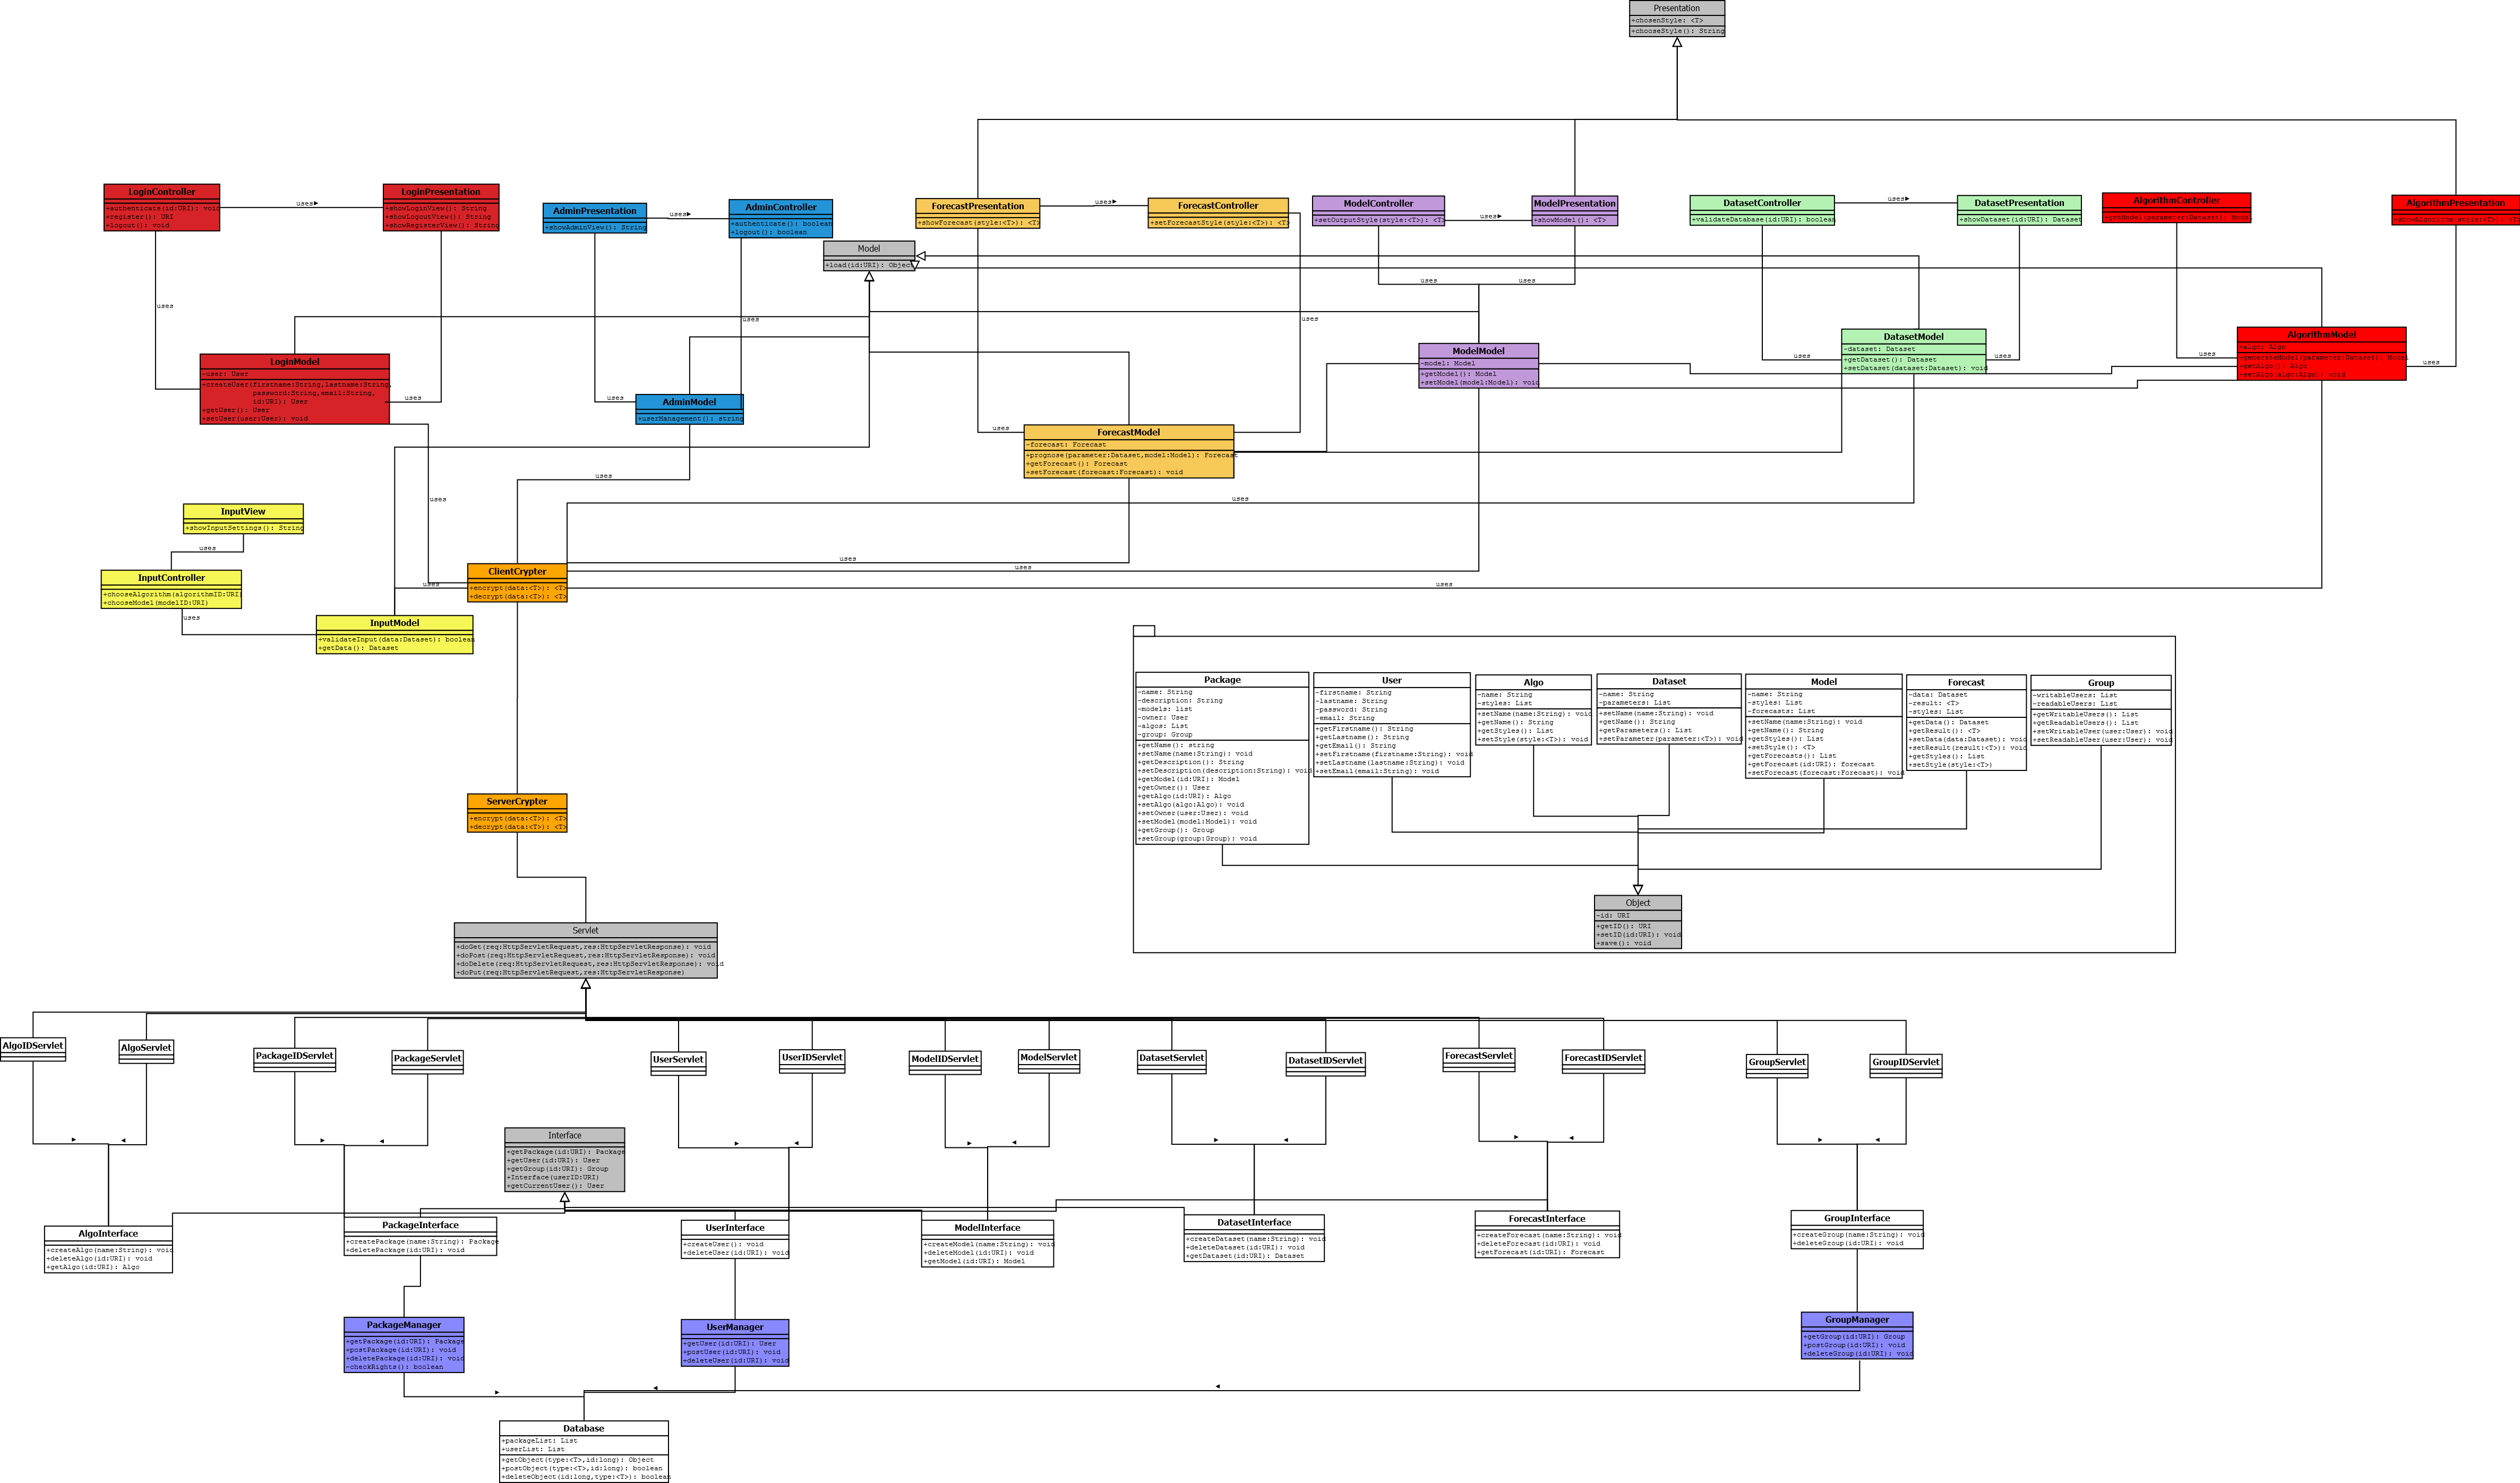 Presentation
+chosenStyle: <T>
+chooseStyle(): String
LoginController
+authenticate(id:URI): void
+register(): URI
+logout(): void
uses►
LoginPresentation
+showLoginView(): String
+showLogoutView(): String
+showRegisterView(): String
AdminPresentation
+showAdminView(): String
uses►
AdminController
+authenticate(): boolean
+logout(): boolean
ForecastPresentation
+showForecast(style:<T>): <T>
uses►
ForecastController
+setForecastStyle(style:<T>): <T>
ModelController
+setOutputStyle(style:<T>): <T>
uses►
ModelPresentation
+showModel(): <T>
DatasetController
+validateDatabase(id:URI): boolean
uses►
DatasetPresentation
+showDataset(id:URI): Dataset
AlgorithmController
+getModel(parameter:Dataset): Model
AlgorithmPresentation
+showAlgorithm(style:<T>): <T>
Model
+load(id:URI): Object
uses
uses
uses
uses
uses
LoginModel
-user: User
+createUser(firstname:String,lastname:String,
password:String,email:String,
id:URI): User
+getUser(): User
+setUser(user:User): void
uses
uses
AdminModel
+userManagement(): string
uses
ForecastModel
-forecast: Forecast
+prognose(parameter:Dataset,model:Model): Forecast
+getForecast(): Forecast
+setForecast(forecast:Forecast): void
ModelModel
-model: Model
+getModel(): Model
+setModel(model:Model): void
uses
DatasetModel
-dataset: Dataset
+getDataset(): Dataset
+setDataset(dataset:Dataset): void
uses
uses
AlgorithmModel
+algo: Algo
-generateModel(parameter:Dataset): Model
+getAlgo(): Algo
+setAlgo(algo:Algo): void
uses
uses
uses
uses
InputView
+showInputSettings(): String
uses
InputController
+chooseAlgorithm(algorithmID:URI)
+chooseModel(modelID:URI)
uses
InputModel
+validateInput(data:Dataset): boolean
+getData(): Dataset
uses
ClientCrypter
+encrypt(data:<T>): <T>
+decrypt(data:<T>): <T>
uses
uses
uses
Package
-name: String
-description: String
-models: list
-owner: User
-algos: List
-group: Group
+getName(): string
+setName(name:String): void
+getDescription(): String
+setDescription(description:String): void
+getModel(id:URI): Model
+getOwner(): User
+getAlgo(id:URI): Algo
+setAlgo(algo:Algo): void
+setOwner(user:User): void
+setModel(model:Model): void
+getGroup(): Group
+setGroup(group:Group): void
User
-firstname: String
-lastname: String
-password: String
-email: String
+getFirstname(): String
+getLastname(): String
+getEmail(): String
+setFirstname(firstname:String): void
+setLastname(lastname:String): void
+setEmail(email:String): void
Algo
-name: String
-styles: List
+setName(name:String): void
+getName(): String
+getStyles(): List
+setStyle(style:<T>): void
Dataset
-name: String
-parameters: List
+setName(name:String): void
+getName(): String
+getParameters(): List
+setParameter(parameter:<T>): void
Model
-name: String
-styles: List
-forecasts: List
+setName(name:String): void
+getName(): String
+getStyles(): List
+setStyle(): <T>
+getForecasts(): List
+getForecast(id:URI): forecast
+setForecast(forecast:Forecast): void
Forecast
-data: Dataset
-result: <T>
-styles: List
+getData(): Dataset
+getResult(): <T>
+setData(data:Dataset): void
+setResult(result:<T>): void
+getStyles(): List
+setStyle(style:<T>)
Group
-writableUsers: List
-readableUsers: List
+getWritableUsers(): List
+getReadableUsers(): List
+setWritableUser(user:User): void
+setReadableUser(user:User): void
Object
-id: URI
+getID(): URI
+setID(id:URI): void
+save(): void
ServerCrypter
+encrypt(data:<T>): <T>
+decrypt(data:<T>): <T>
Servlet
+doGet(req:HttpServletRequest,res:HttpServletResponse): void
+doPost(req:HttpServletRequest,res:HttpServletResponse): void
+doDelete(req:HttpServletRequest,res:HttpServletResponse): void
+doPut(req:HttpServletRequest,res:HttpServletResponse)
AlgoIDServlet
AlgoServlet
PackageIDServlet
PackageServlet
UserServlet
UserIDServlet
ModelIDServlet
ModelServlet
DatasetServlet
DatasetIDServlet
ForecastServlet
ForecastIDServlet
GroupServlet
GroupIDServlet
Interface
+getPackage(id:URI): Package
+getUser(id:URI): User
+getGroup(id:URI): Group
+Interface(userID:URI)
+getCurrentUser(): User
AlgoInterface
+createAlgo(name:String): void
+deleteAlgo(id:URI): void
+getAlgo(id:URI): Algo
PackageInterface
+createPackage(name:String): Package
+deletePackage(id:URI): void
UserInterface
+createUser(): void
+deleteUser(id:URI): void
ModelInterface
+createModel(name:String): void
+deleteModel(id:URI): void
+getModel(id:URI): Model
DatasetInterface
+createDataset(name:String): void
+deleteDataset(id:URI): void
+getDataset(id:URI): Dataset
ForecastInterface
+createForecast(name:String): void
+deleteForecast(id:URI): void
+getForecast(id:URI): Forecast
GroupInterface
+createGroup(name:String): void
+deleteGroup(id:URI): void
PackageManager
+getPackage(id:URI): Package
+postPackage(id:URI): void
+deletePackage(id:URI): void
-checkRights(): boolean
UserManager
+getUser(id:URI): User
+postUser(id:URI): void
+deleteUser(id:URI): void
GroupManager
+getGroup(id:URI): Group
+postGroup(id:URI): void
+deleteGroup(id:URI): void
Database
+packageList: List
+userList: List
+getObject(type:<T>,id:long): Object
+postObject(type:<T>,id:long): boolean
+deleteObject(id:long,type:<T>): boolean